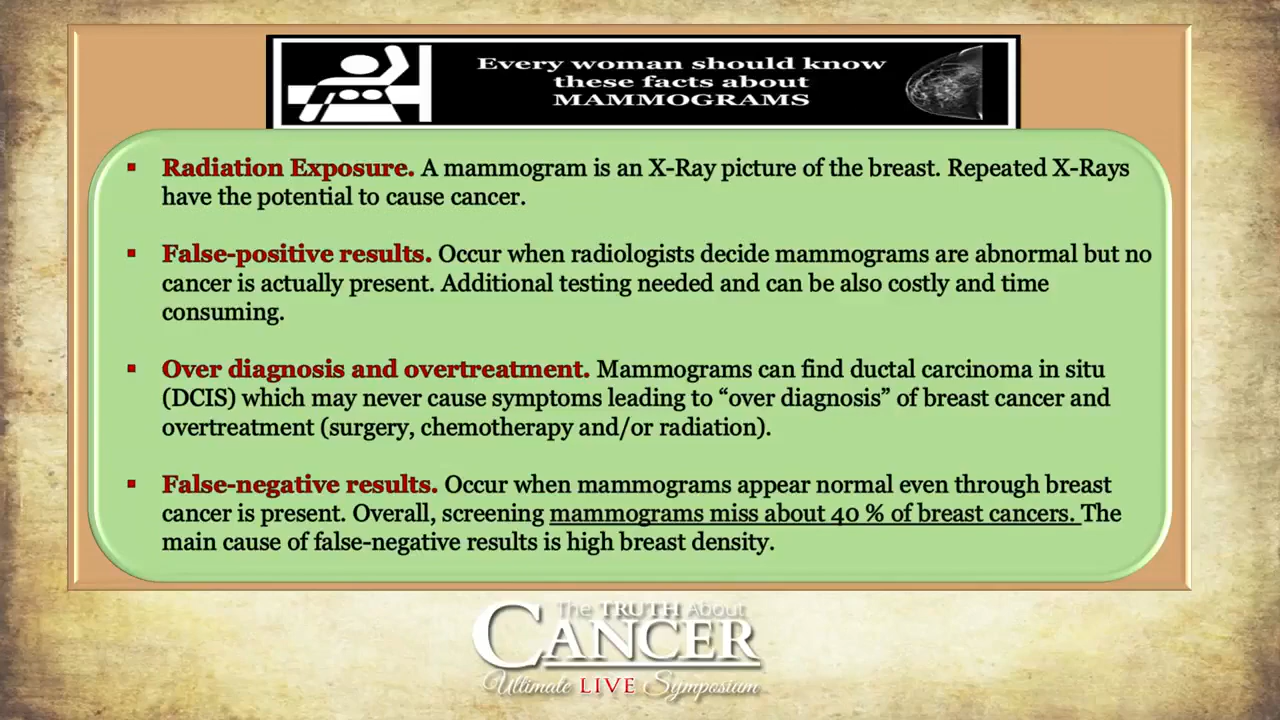 Every woman should know
these facts about
MAMMOGRAMS
▪ Radiation Exposure. A mammogram is an X-Ray picture of the breast. Repeated X-Rays
have the potential to cause cancer.
▪ False-positive results. Occur when radiologists decide mammograms are abnormal but no
cancer is actually present. Additional testing needed and can be also costly and time
consuming.
▪ Over diagnosis and overtreatment. Mammograms can find ductal carcinoma in situ
(DCIS) which may never cause symptoms leading to “over diagnosis” of breast cancer and
overtreatment (surgery, chemotherapy and/or radiation).
▪ False-negative results. Occur when mammograms appear normal even through breast
cancer is present. Overall, screening mammograms miss about 40 % of breast cancers. The
main cause of false-negative results is high breast density.
The TRUTH About
CANCER
Ultimate LIVE Symposium